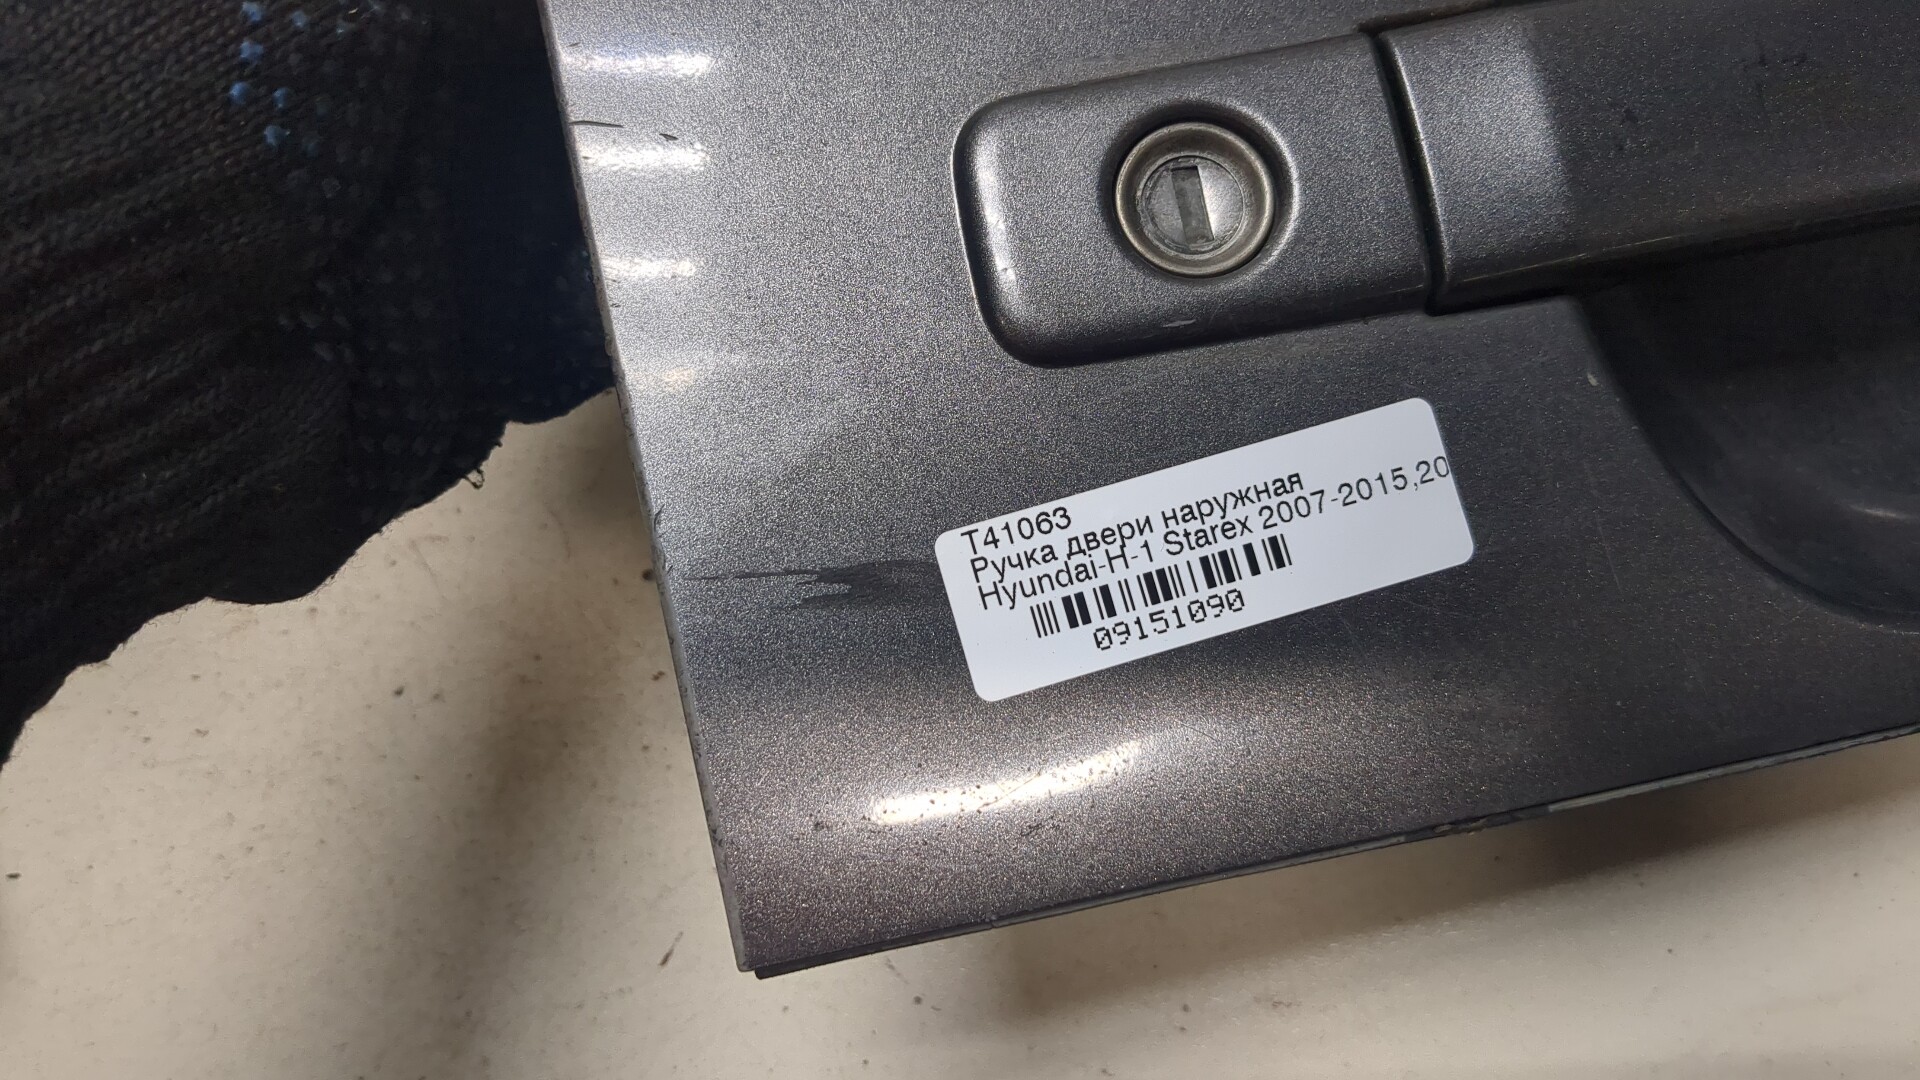 T41063
Ручка двери наружная
Hyundai-H-1 Starex 2007-2015,20
09151090